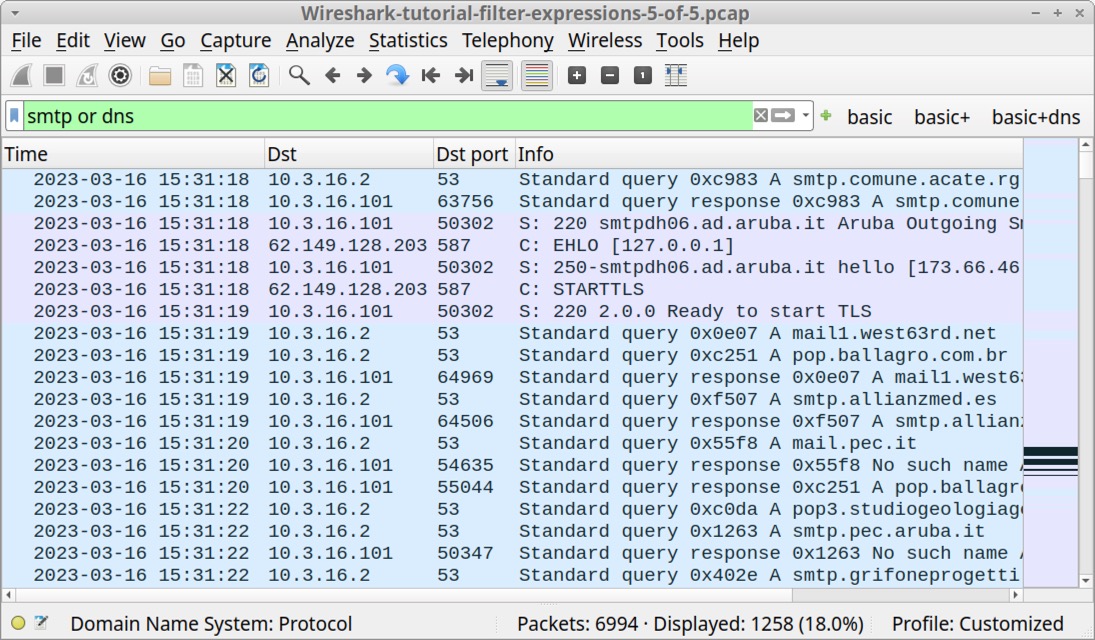 Wireshark-tutorial-filter-expressions-5-of-5.pcap
File Edit View Go Capture Analyze Statistics Telephony Wireless Tools Help
smtp or dns basic basic+ basic+dns
Time Dst Dst port Info
2023-03-16 15:31:18 10.3.16.2 53 Standard query 0xc983 A smtp.comune.acate.rg
2023-03-16 15:31:18 10.3.16.101 63756 Standard query response 0xc983 A smtp.comune
2023-03-16 15:31:18 10.3.16.101 50302 S: 220 smtpdh06.ad.aruba.it Aruba Outgoing Sm
2023-03-16 15:31:18 62.149.128.203 587 C: EHLO [127.0.0.1]
2023-03-16 15:31:18 10.3.16.101 50302 S: 250-smtpdh06.ad.aruba.it hello [173.66.46
2023-03-16 15:31:18 62.149.128.203 587 C: STARTTLS
2023-03-16 15:31:19 10.3.16.101 50302 S: 220 2.0.0 Ready to start TLS
2023-03-16 15:31:19 10.3.16.2 53 Standard query 0x0e07 A mail1.west63rd.net
2023-03-16 15:31:19 10.3.16.2 53 Standard query 0xc251 A pop.ballagro.com.br
2023-03-16 15:31:19 10.3.16.101 64969 Standard query response 0x0e07 A mail1.west63
2023-03-16 15:31:19 10.3.16.2 53 Standard query 0xf507 A smtp.allianzmed.es
2023-03-16 15:31:19 10.3.16.101 64506 Standard query response 0xf507 A smtp.allianz
2023-03-16 15:31:20 10.3.16.2 53 Standard query 0x55f8 A mail.pec.it
2023-03-16 15:31:20 10.3.16.101 54635 Standard query response 0x55f8 No such name A
2023-03-16 15:31:20 10.3.16.101 55044 Standard query response 0xc251 A pop.ballagro
2023-03-16 15:31:22 10.3.16.2 53 Standard query 0xc0da A pop3.studiogeologiago
2023-03-16 15:31:22 10.3.16.2 53 Standard query 0x1263 A smtp.pec.aruba.it
2023-03-16 15:31:22 10.3.16.101 50347 Standard query response 0x1263 No such name A
2023-03-16 15:31:22 10.3.16.2 53 Standard query 0x402e A smtp.grifoneprogetti
Domain Name System: Protocol Packets: 6994 · Displayed: 1258 (18.0%) Profile: Customized